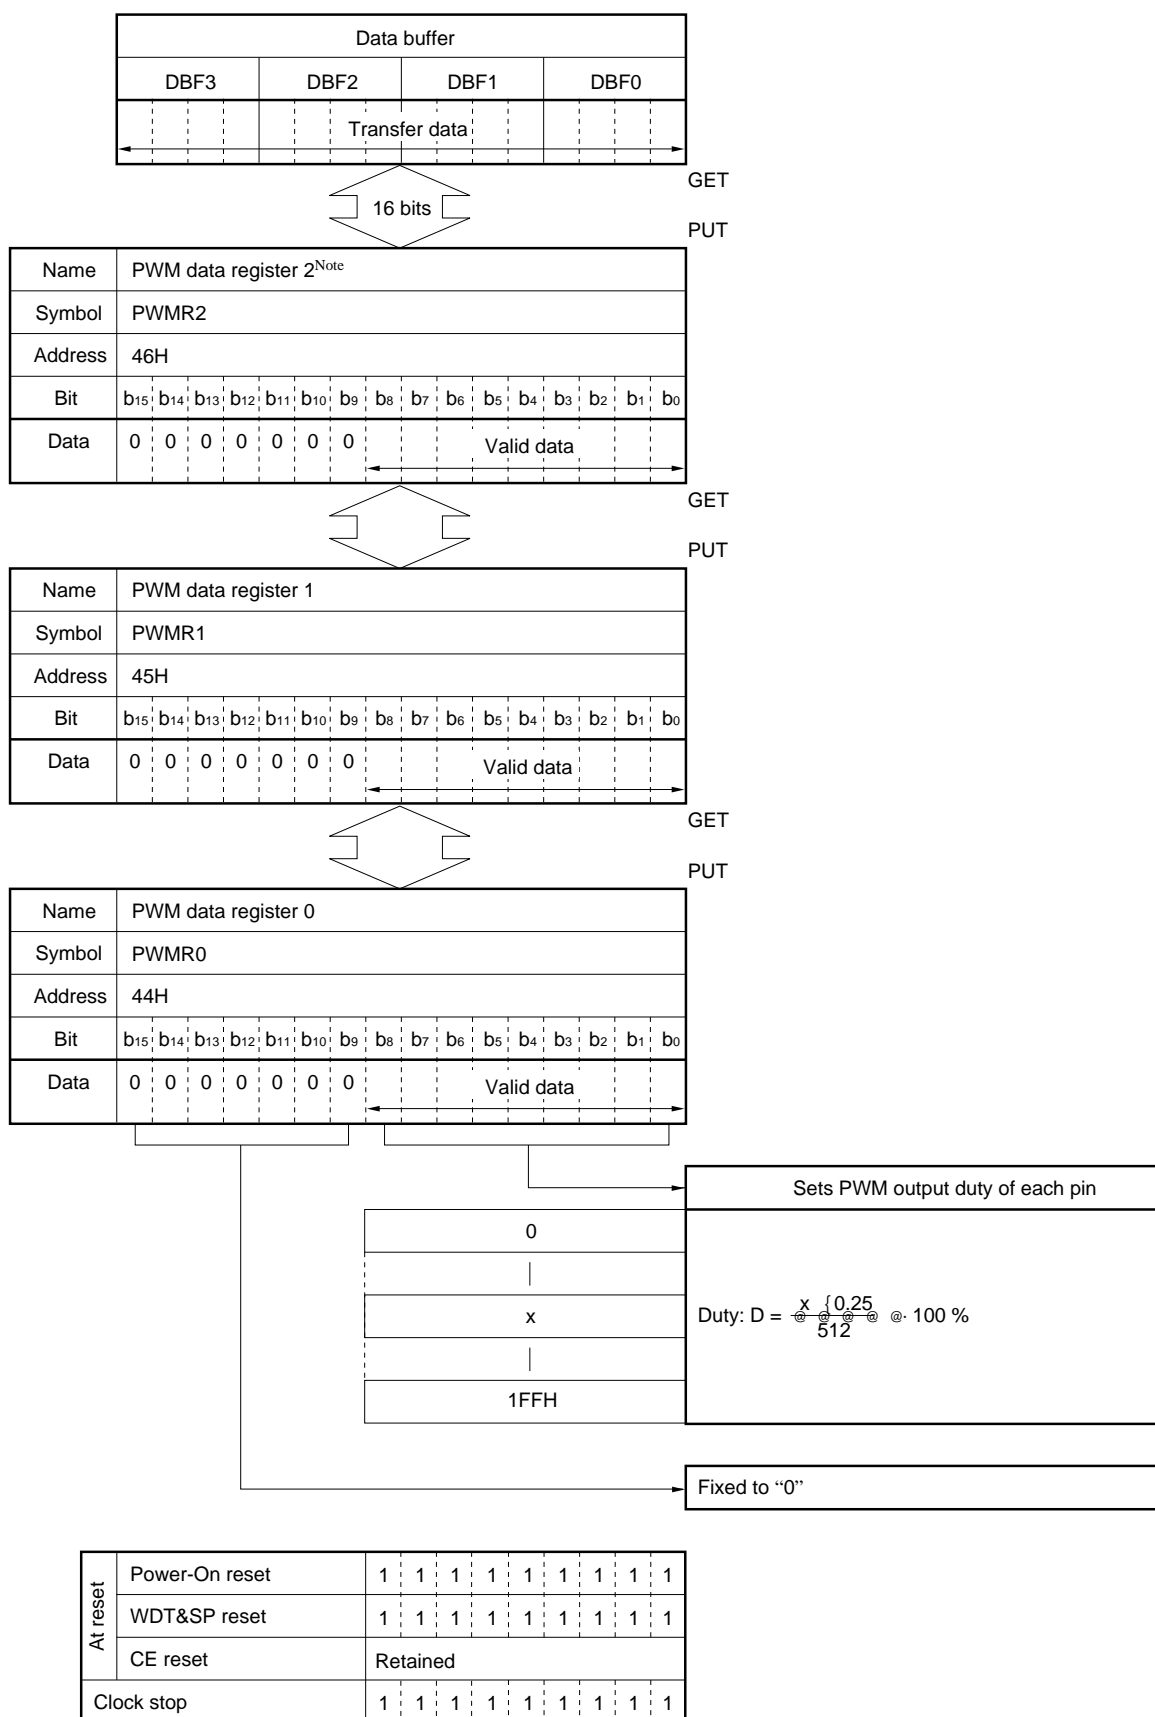 Data buffer
DBF3 DBF2 DBF1 DBF0
Transfer data
GET
16 bits
PUT
Name PWM data register 2Note
Symbol PWMR2
Address 46H
Bit b15 b14 b13 b12 b11 b10 b9 b8 b7 b6 b5 b4 b3 b2 b1 b0
Data 0 0 0 0 0 0 0 Valid data
GET
PUT
Name PWM data register 1
Symbol PWMR1
Address 45H
Bit b15 b14 b13 b12 b11 b10 b9 b8 b7 b6 b5 b4 b3 b2 b1 b0
Data 0 0 0 0 0 0 0 Valid data
GET
PUT
Name PWM data register 0
Symbol PWMR0
Address 44H
Bit b15 b14 b13 b12 b11 b10 b9 b8 b7 b6 b5 b4 b3 b2 b1 b0
Data 0 0 0 0 0 0 0 Valid data
Sets PWM output duty of each pin
0
x
1FFH
Duty: D = x { 0.25
@ @ @ @ @ @· 100 %
512
Fixed to “0”
At reset
Power-On reset 1 1 1 1 1 1 1 1 1
WDT&SP reset 1 1 1 1 1 1 1 1 1
CE reset Retained
Clock stop 1 1 1 1 1 1 1 1 1